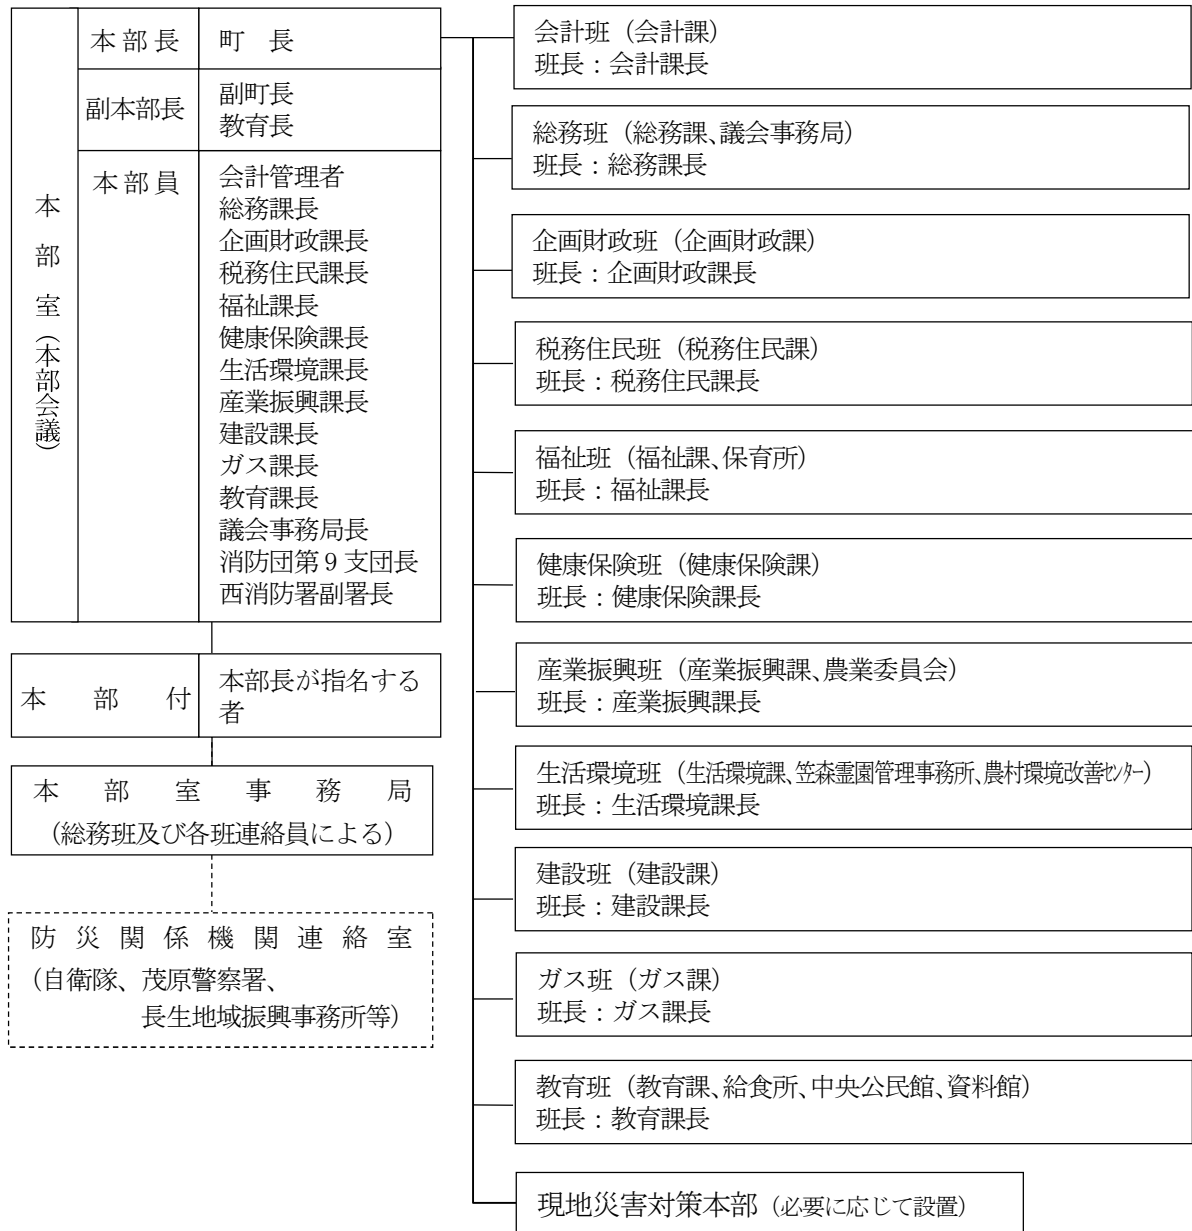 本部室（本部会議）
本部長
町　長
副本部長
副町長
教育長
本部員
会計管理者
総務課長
企画財政課長
税務住民課長
福祉課長
健康保険課長
生活環境課長
産業振興課長
建設課長
ガス課長
教育課長
議会事務局長
消防団第９支団長
西消防署副署長
本部付
本部長が指名する
者
本部室事務局
（総務班及び各班連絡員による）
防災関係機関連絡室
（自衛隊、茂原警察署、
長生地域振興事務所等）
会計班（会計課）
班長：会計課長
総務班（総務課、議会事務局）
班長：総務課長
企画財政班（企画財政課）
班長：企画財政課長
税務住民班（税務住民課）
班長：税務住民課長
福祉班（福祉課、保育所）
班長：福祉課長
健康保険班（健康保険課）
班長：健康保険課長
産業振興班（産業振興課、農業委員会）
班長：産業振興課長
生活環境班（生活環境課、笠森霊園管理事務所、農村環境改善ｾﾝﾀｰ）
班長：生活環境課長
建設班（建設課）
班長：建設課長
ガス班（ガス課）
班長：ガス課長
教育班（教育課、給食所、中央公民館、資料館）
班長：教育課長
現地災害対策本部（必要に応じて設置）